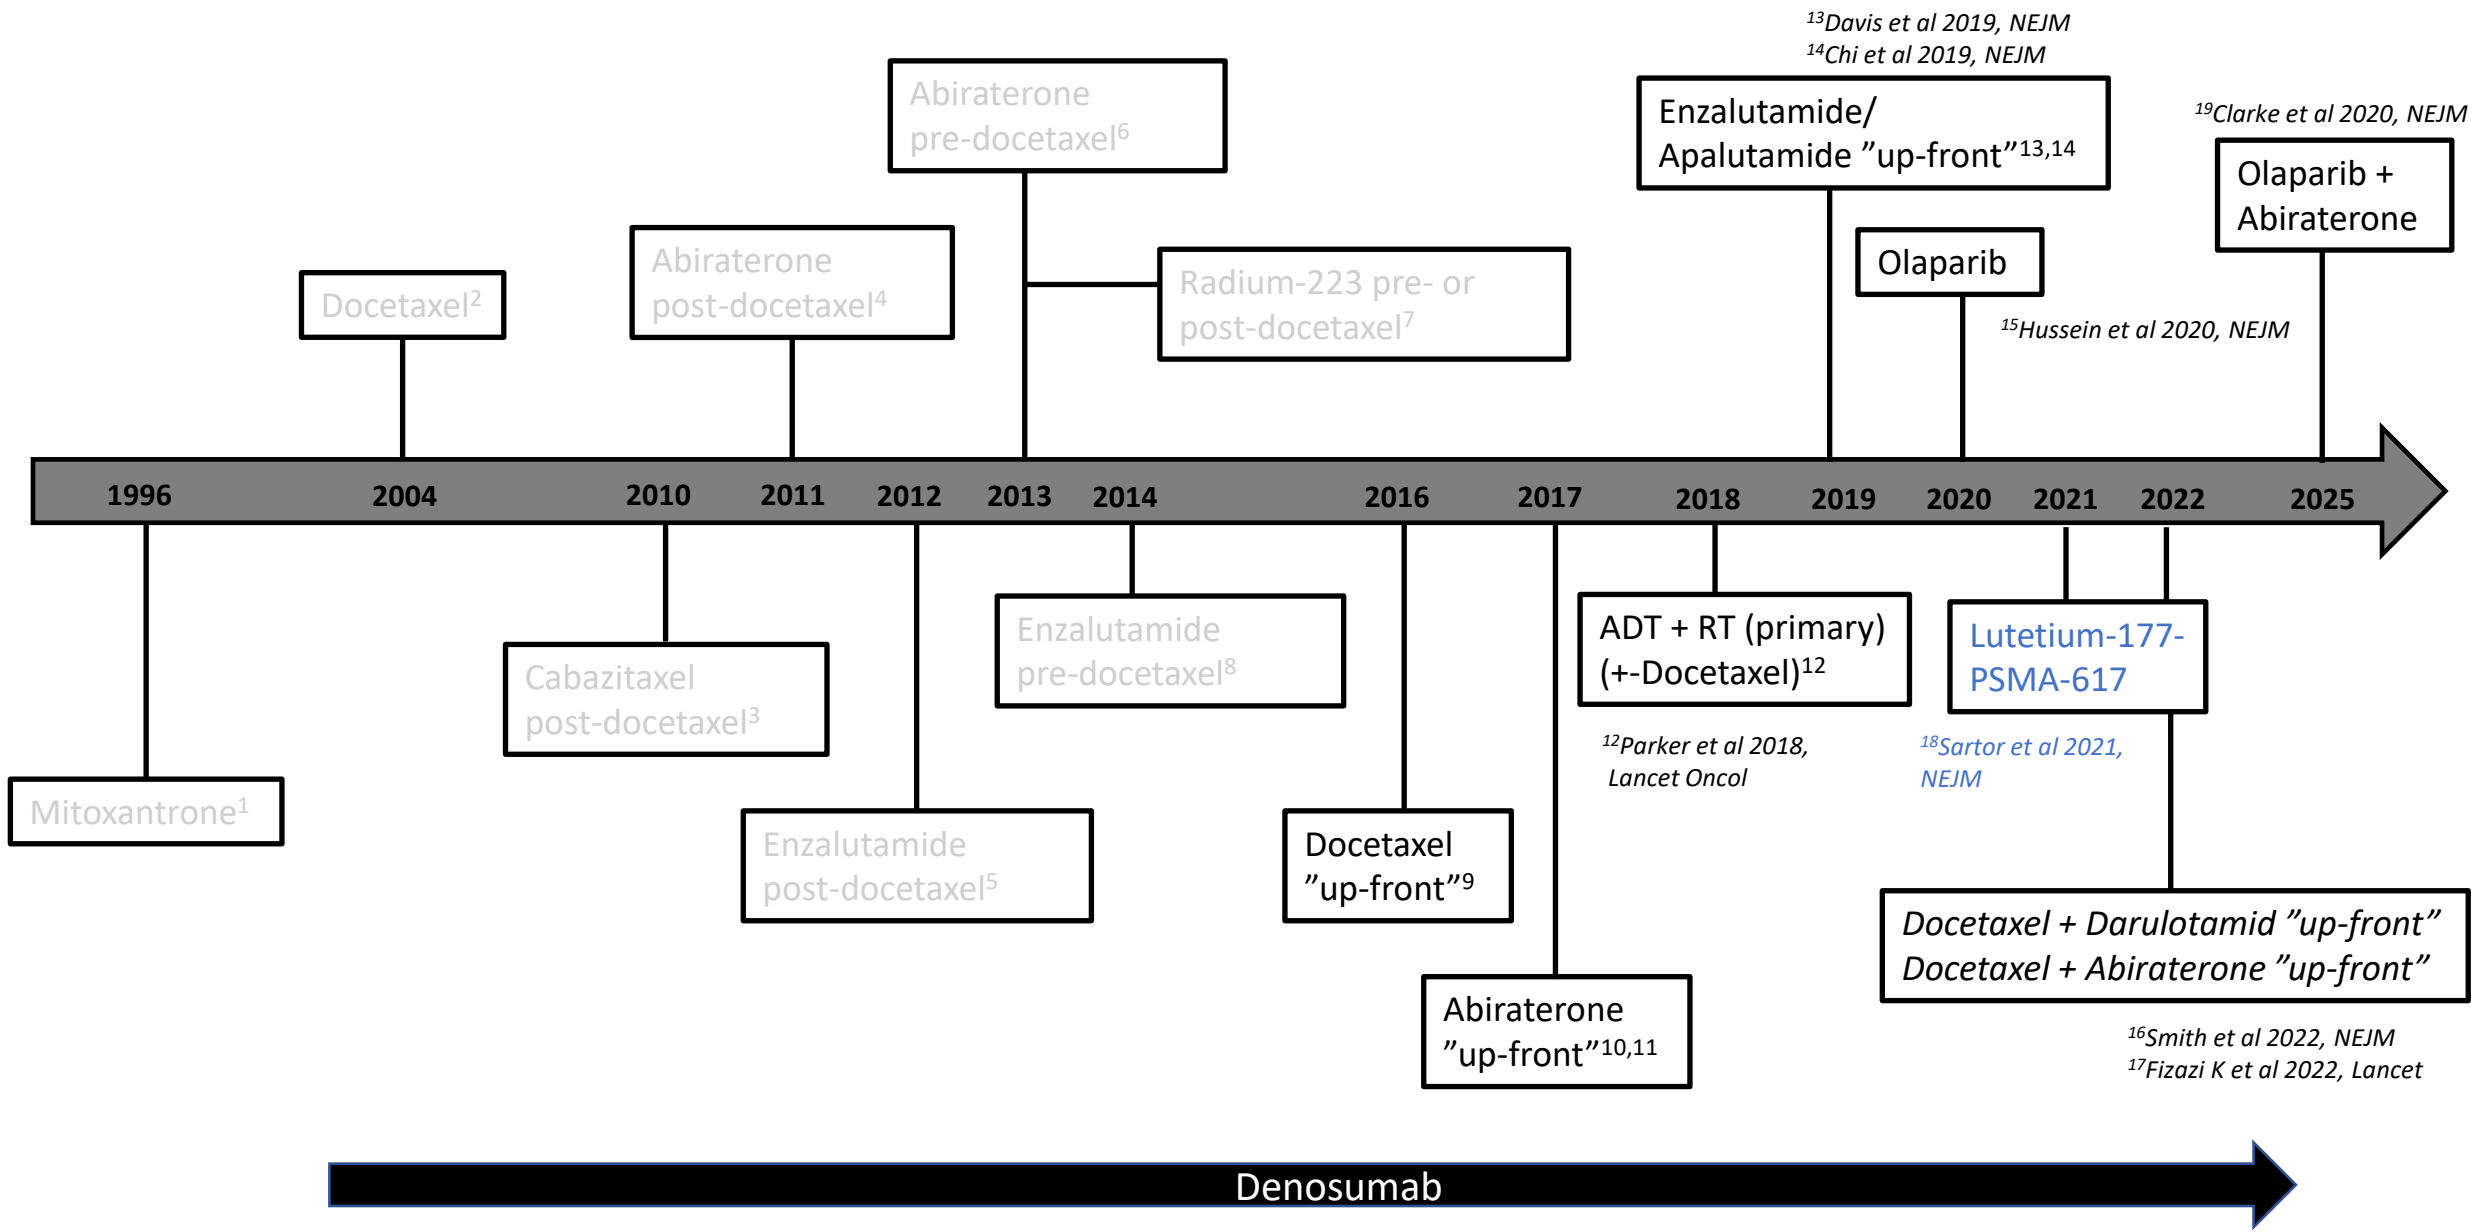 ¹³Davis et al 2019, NEJM
¹⁴Chi et al 2019, NEJM
Abiraterone
pre-docetaxel⁶
Enzalutamide/
Apalutamide ”up-front”¹³,¹⁴
¹⁹Clarke et al 2020, NEJM
Olaparib +
Abiraterone
Docetaxel²
Abiraterone
post-docetaxel⁴
Radium-223 pre- or
post-docetaxel⁷
Olaparib
¹⁵Hussein et al 2020, NEJM
1996 2004 2010 2011 2012 2013 2014 2016 2017 2018 2019 2020 2021 2022 2025
Mitoxantrone¹
Cabazitaxel
post-docetaxel³
Enzalutamide
post-docetaxel⁵
Enzalutamide
pre-docetaxel⁸
Docetaxel
”up-front”⁹
Abiraterone
”up-front”¹⁰,¹¹
ADT + RT (primary)
(+-Docetaxel)¹²
¹²Parker et al 2018,
Lancet Oncol
Lutetium-177-
PSMA-617
¹⁸Sartor et al 2021,
NEJM
Docetaxel + Darulotamid ”up-front”
Docetaxel + Abiraterone ”up-front”
¹⁶Smith et al 2022, NEJM
¹⁷Fizazi K et al 2022, Lancet
Denosumab